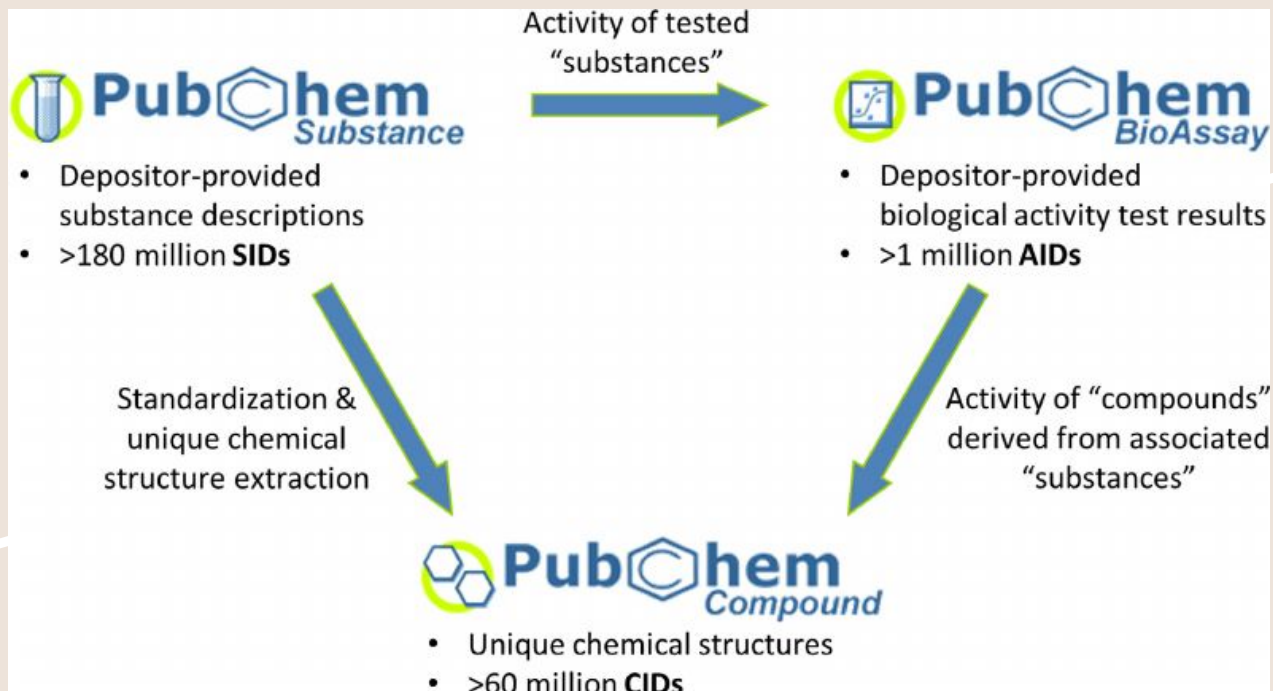 Activity of tested
“substances”
PubChem
Substance
PubChem
BioAssay
• Depositor-provided
substance descriptions
• >180 million SIDs
• Depositor-provided
biological activity test results
• >1 million AIDs
Standardization &
unique chemical
structure extraction
Activity of “compounds”
derived from associated
“substances”
PubChem
Compound
• Unique chemical structures
• >60 million CIDs